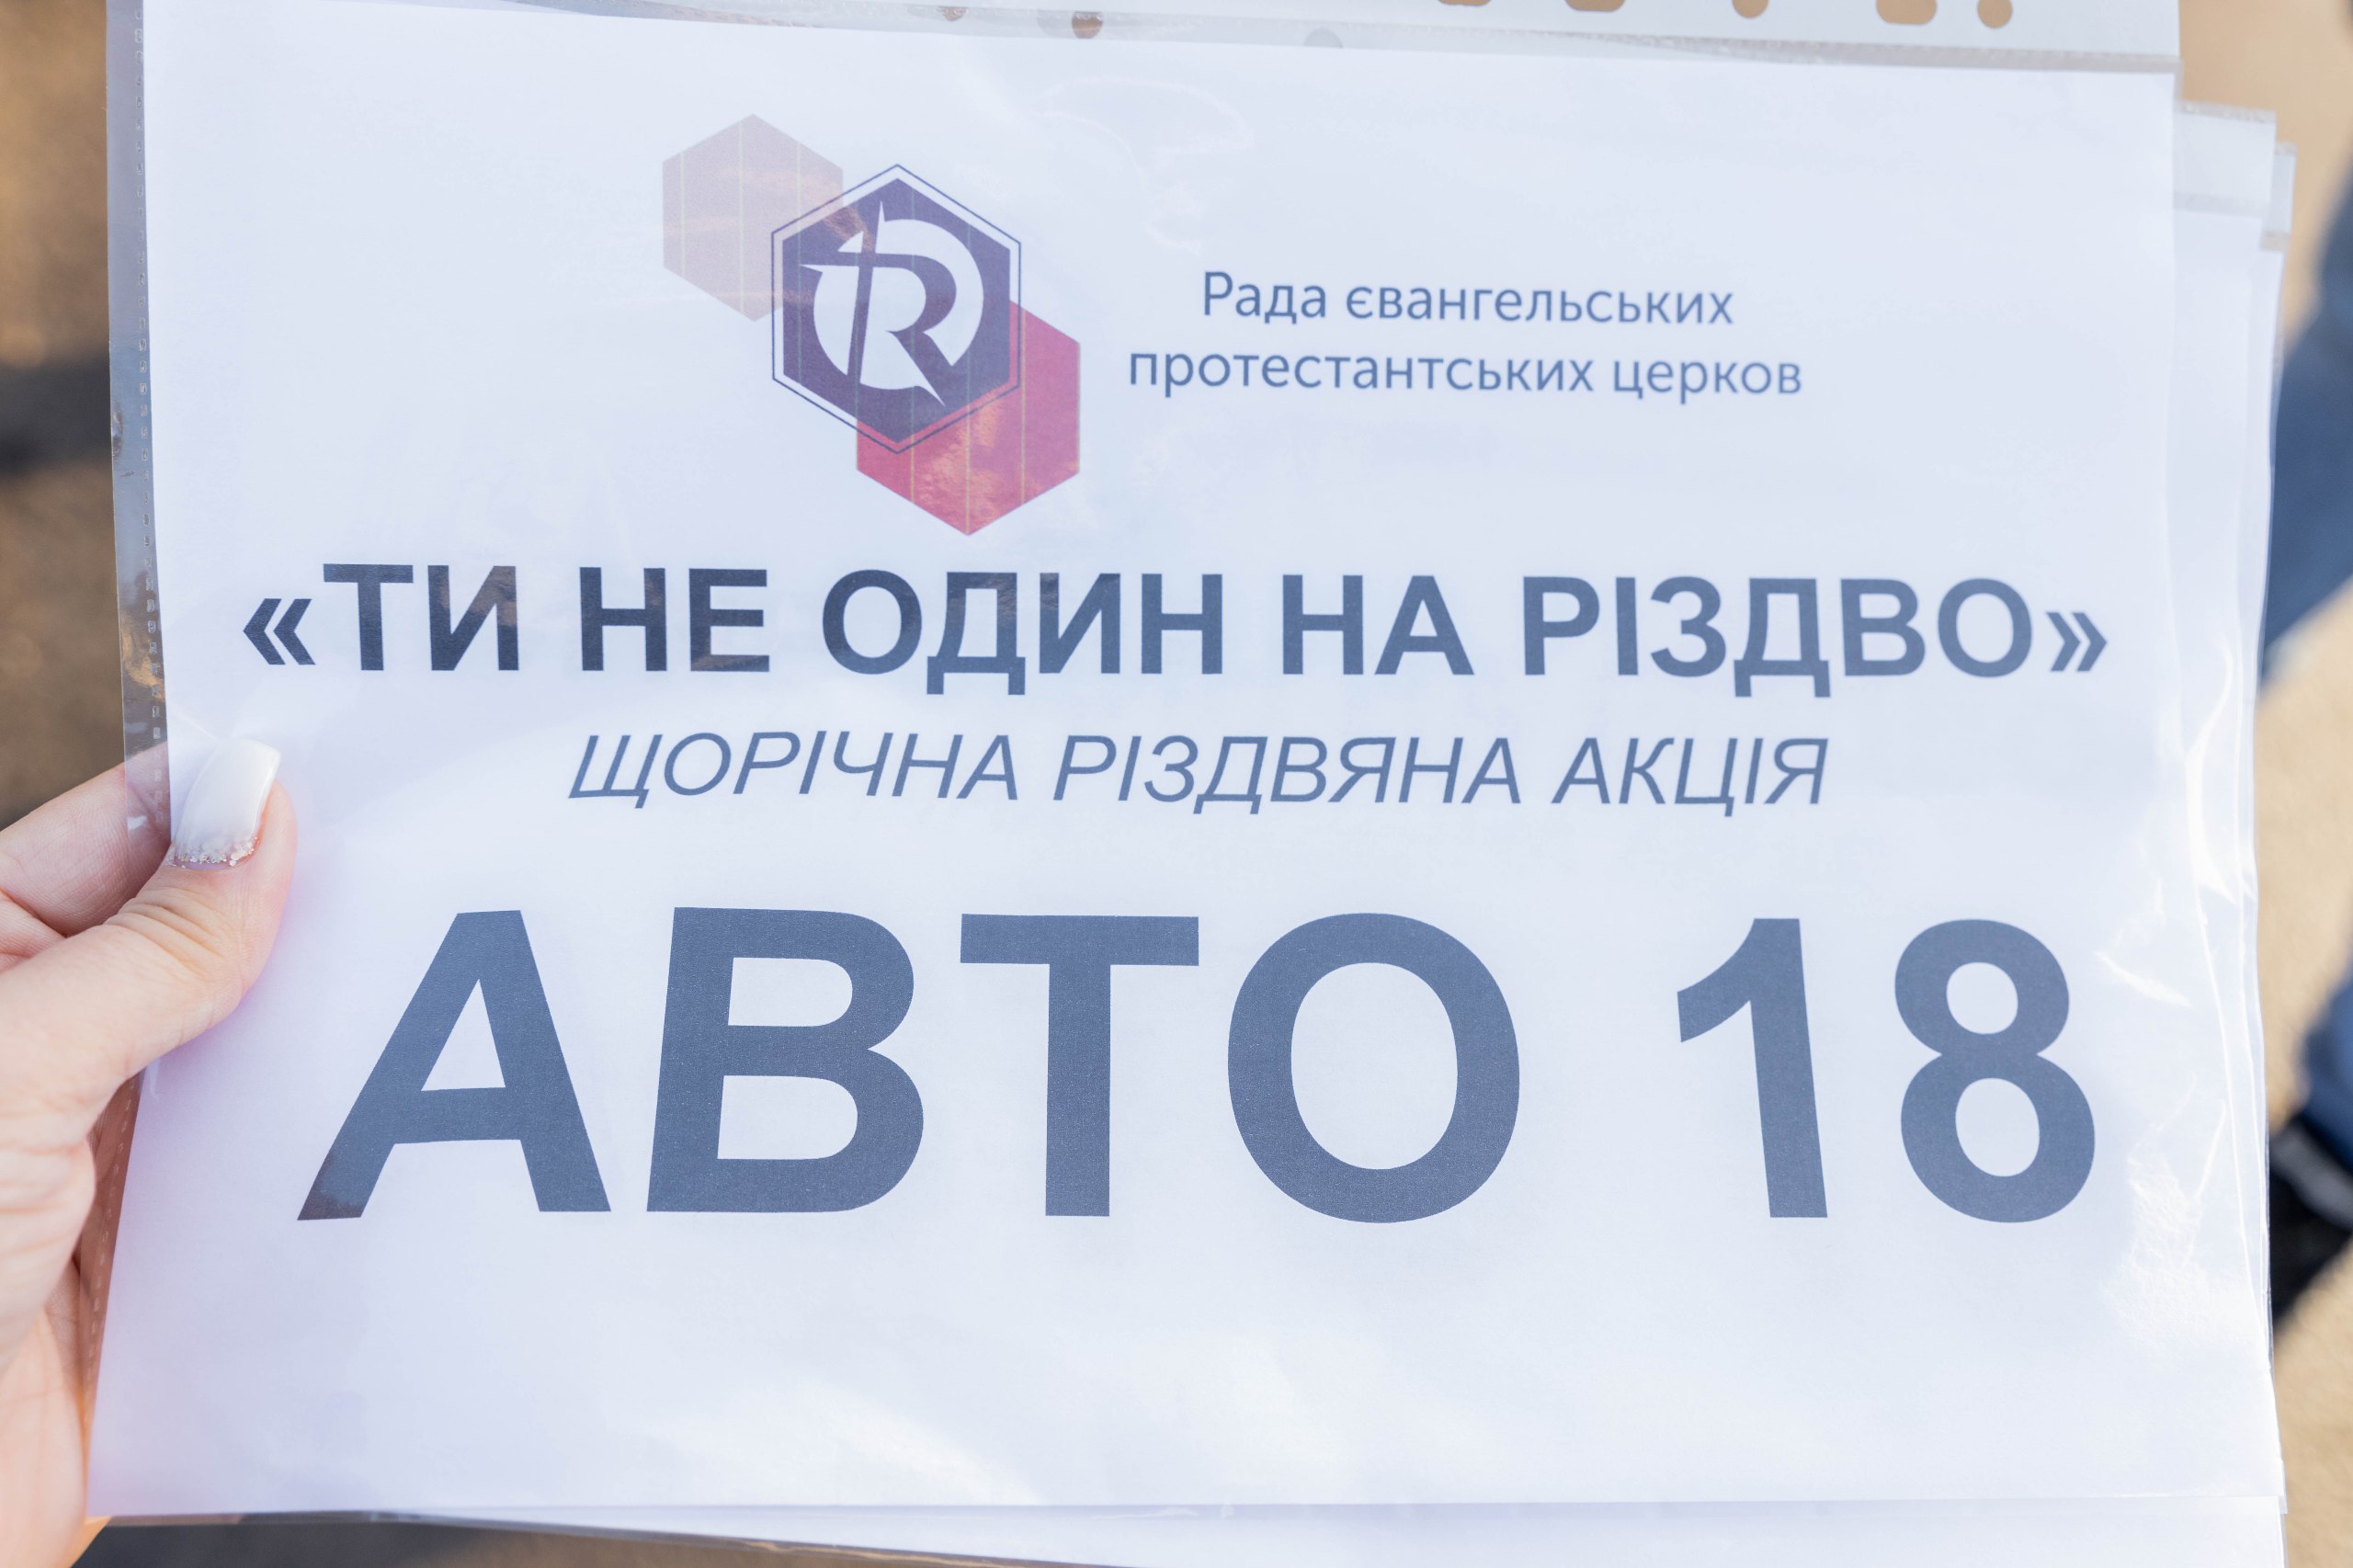 R
Рада євангельських
протестантських церков
«ТИ НЕ ОДИН НА РІЗДВО»
ЩОРІЧНА РІЗДВЯНА АКЦІЯ
АВТО 18